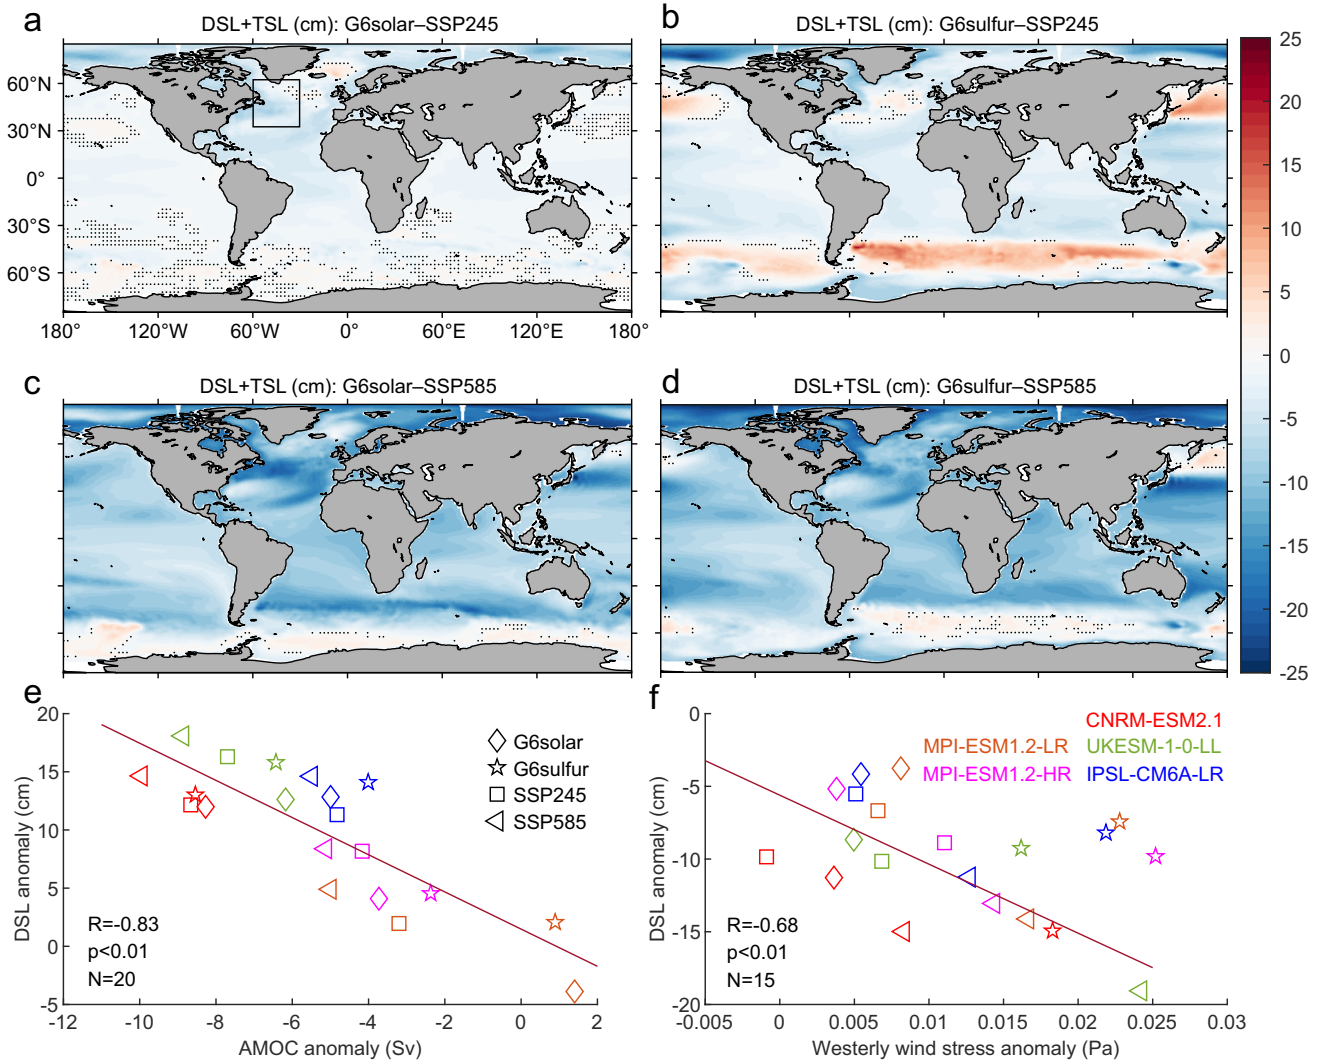 a
DSL+TSL (cm): G6solar–SSP245
60°N
30°N
0°
30°S
60°S
180°
120°W
60°W
0°
60°E
120°E
180°
b
DSL+TSL (cm): G6sulfur–SSP245
25
20
15
10
5
0
-5
-10
-15
-20
-25
c
DSL+TSL (cm): G6solar–SSP585
d
DSL+TSL (cm): G6sulfur–SSP585
e
20
15
10
5
0
-5
DSL anomaly (cm)
G6solar
G6sulfur
SSP245
SSP585
R=-0.83
p<0.01
N=20
-12
-10
-8
-6
-4
-2
0
2
AMOC anomaly (Sv)
f
0
-5
-10
-15
-20
DSL anomaly (cm)
CNRM-ESM2.1
MPI-ESM1.2-LR
UKESM-1-0-LL
MPI-ESM1.2-HR
IPSL-CM6A-LR
R=-0.68
p<0.01
N=15
-0.005
0
0.005
0.01
0.015
0.02
0.025
0.03
Westerly wind stress anomaly (Pa)